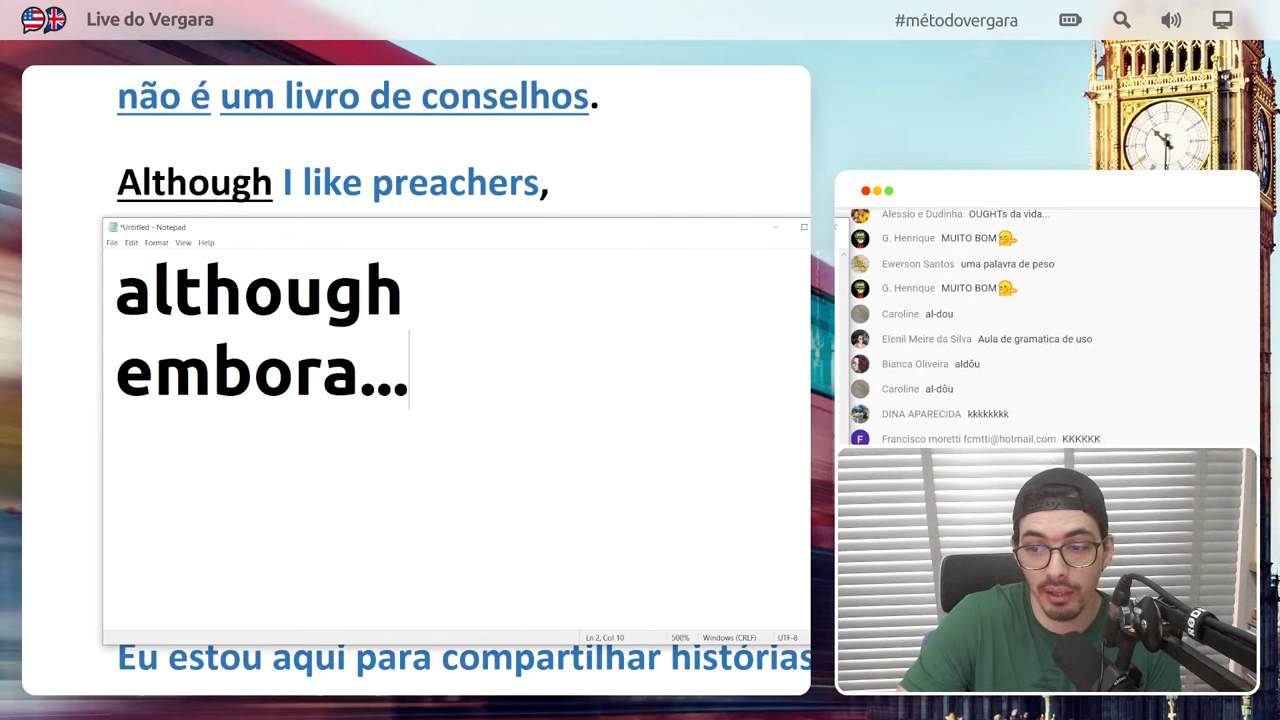 Live do Vergara
#métodovergara
não é um livro de conselhos.
Although I like preachers,
*Untitled - Notepad
File Edit Format View Help
although
embora...
Ln 2, Col 10 500% Windows (CRLF) UTF-8
Eu estou aqui para compartilhar histórias
Alessio e Dudinha OUGHTs da vida...
G. Henrique MUITO BOM
Ewerson Santos uma palavra de peso
G. Henrique MUITO BOM
Caroline al-dou
Elenil Meire da Silva Aula de gramatica de uso
Bianca Oliveira aldôu
Caroline al-dôu
DINA APARECIDA kkkkkkkk
F Francisco moretti fcmtti@hotmail.com KKKKKK